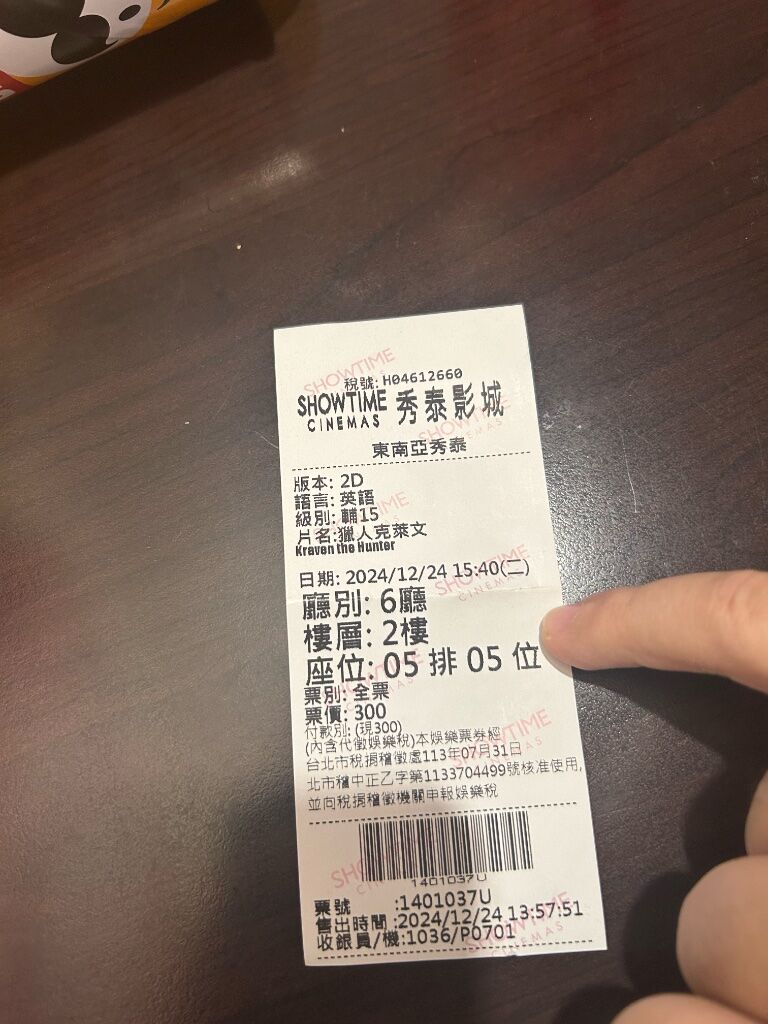 稅號: H04612660
SHOWTIME CINEMAS 秀泰影城
東南亞秀泰
版本: 2D
語言: 英語
級別: 輔15
片名:獵人克萊文
Kraven the Hunter
日期: 2024/12/24 15:40(二)
廳別: 6廳
樓層: 2樓
座位: 05 排 05 位
票別: 全票
票價: 300
付款別: (現300)
(內含代徵娛樂稅)本娛樂票券經
台北市稅捐稽徵處113年07月31日
北市稽中正乙字第1133704499號核准使用,
並向稅捐稽徵機關申報娛樂稅
1401037U
票號 :1401037U
售出時間 :2024/12/24 13:57:51
收銀員/機:1036/P0701